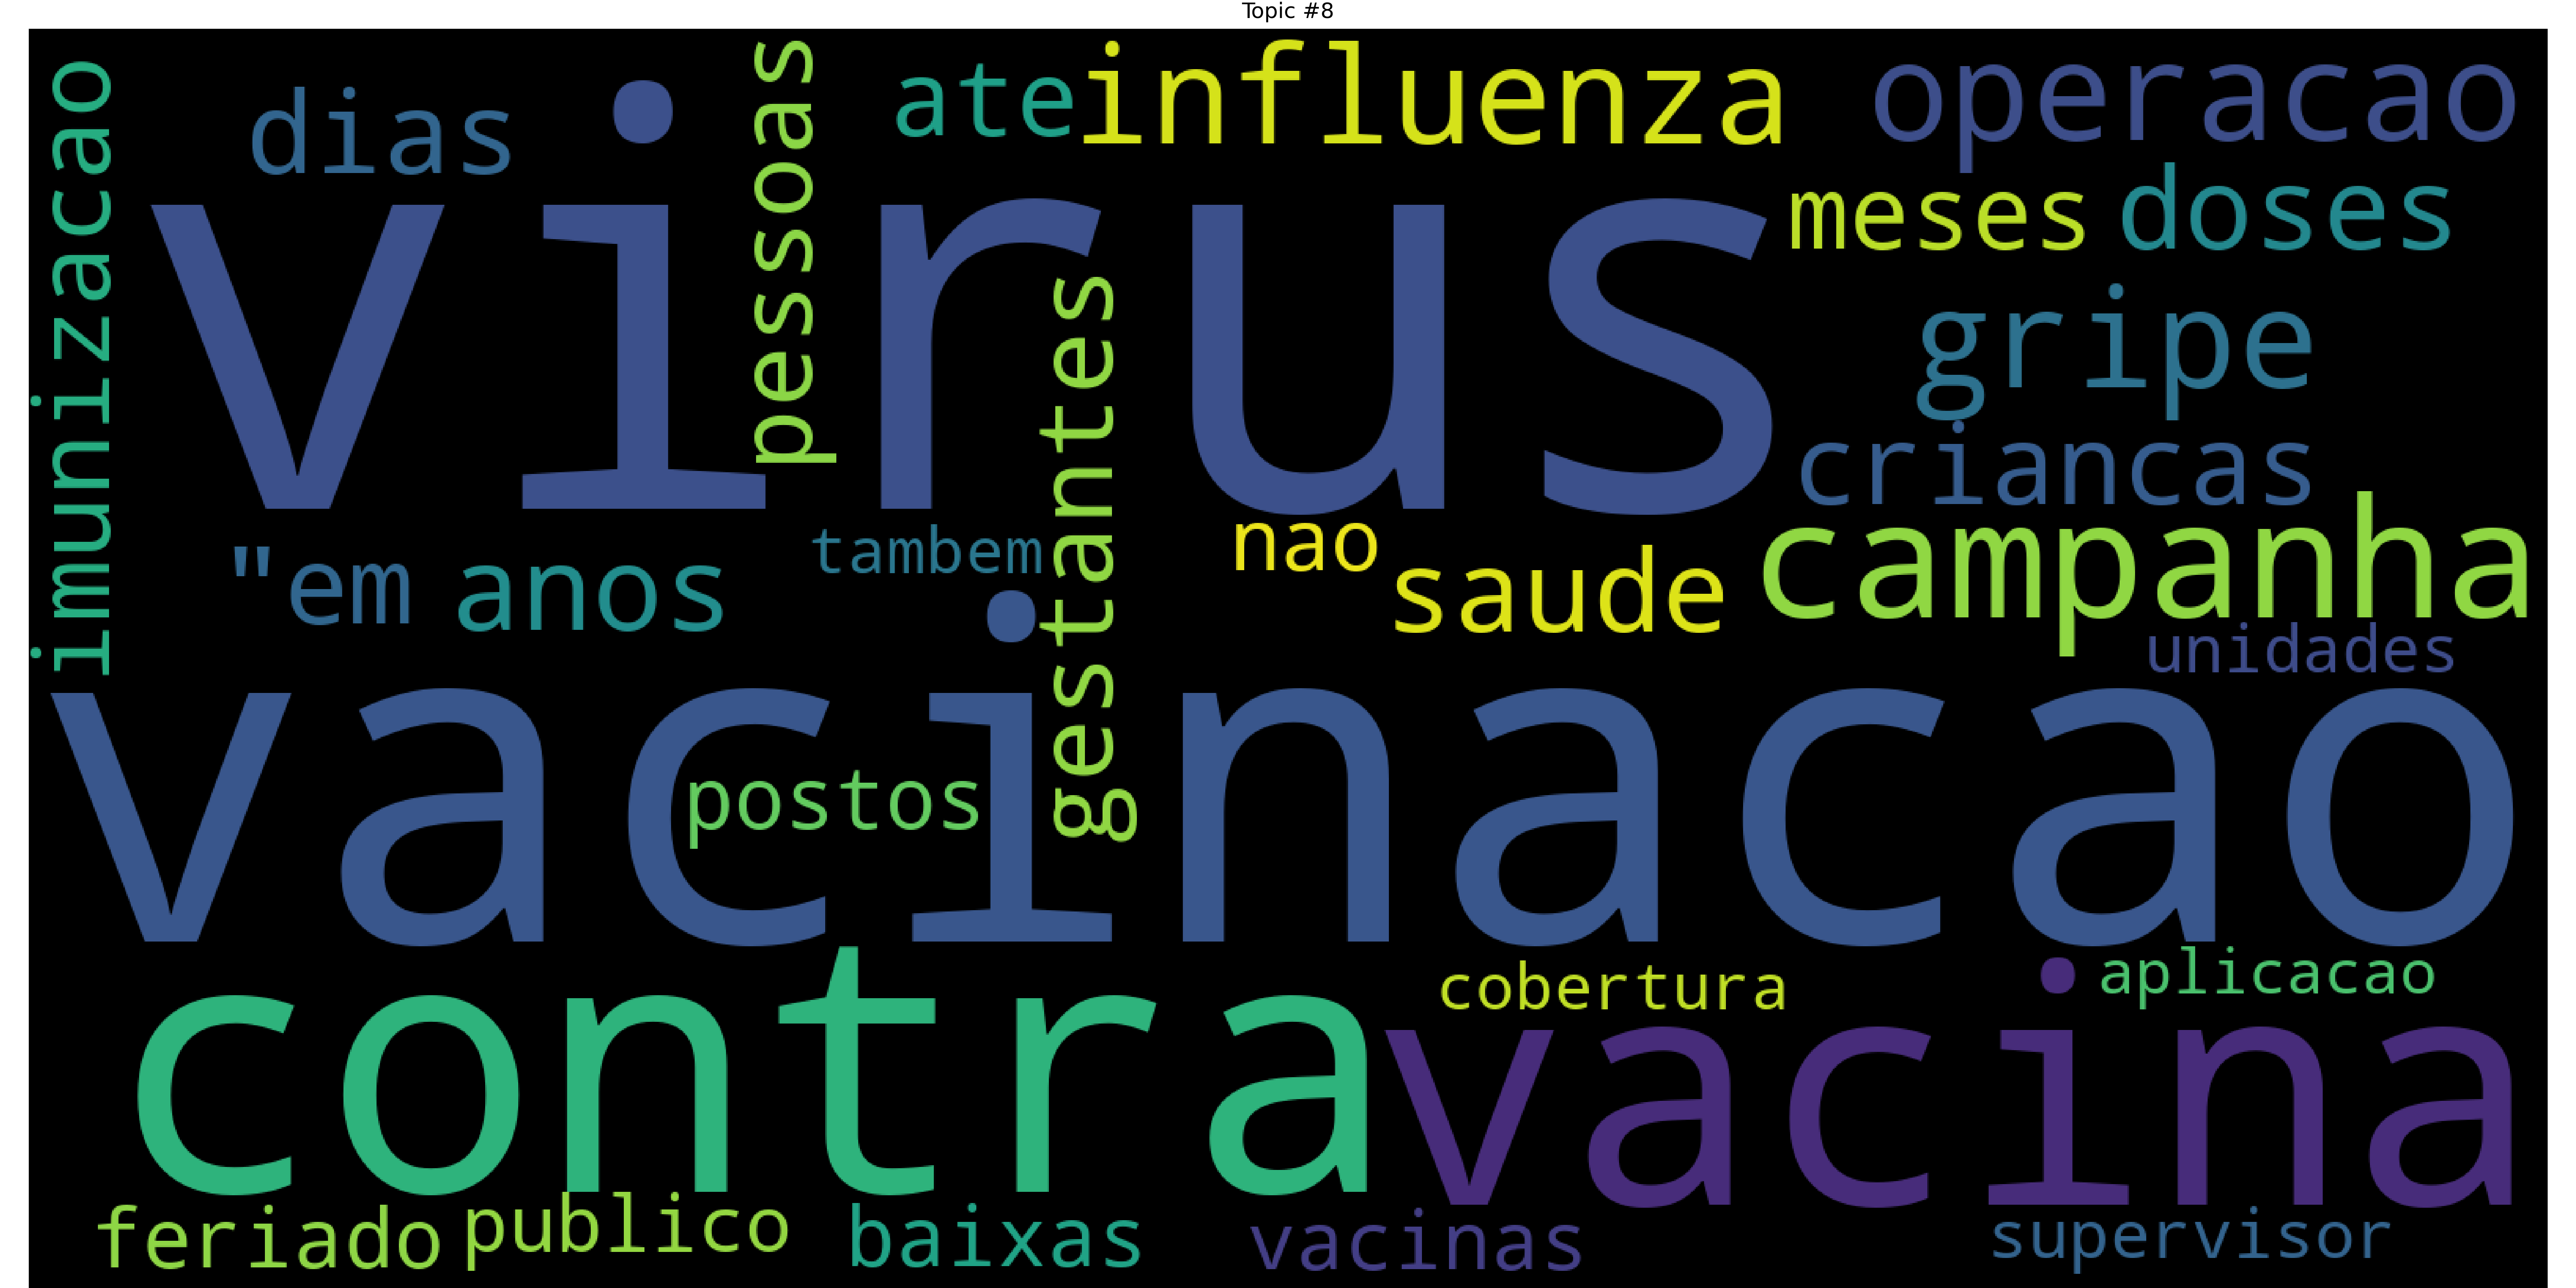 Topic #8
imunizacao
dias
pessoas
ate
influenza
operacao
virus
meses
doses
gripe
criancas
gestantes
"em
anos
tambem
nao
saude
campanha
unidades
vacinacao
postos
contra
cobertura
aplicacao
vacina
feriado
publico
baixas
vacinas
supervisor